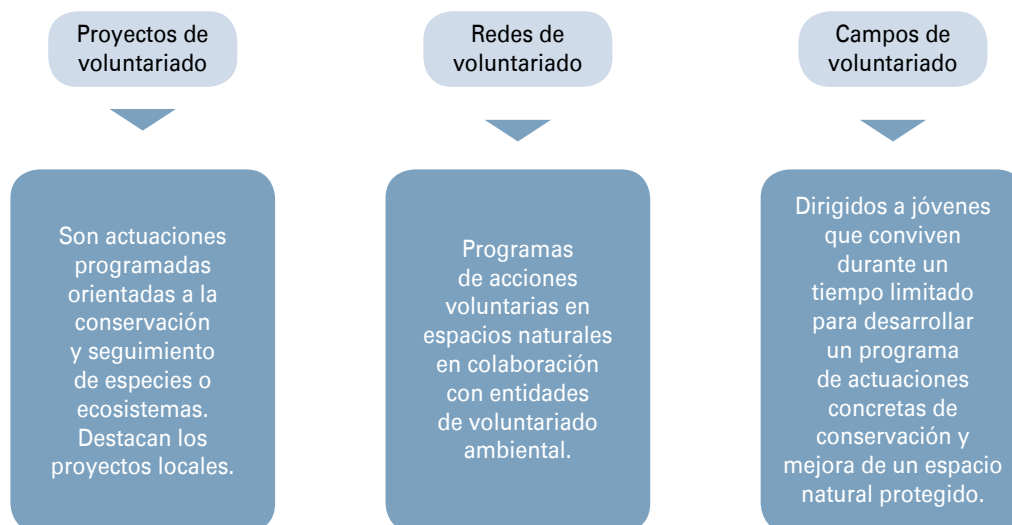 Proyectos de
voluntariado
Son actuaciones
programadas
orientadas a la
conservación
y seguimiento
de especies o
ecosistemas.
Destacan los
proyectos locales.
Redes de
voluntariado
Programas
de acciones
voluntarias en
espacios naturales
en colaboración
con entidades
de voluntariado
ambiental.
Campos de
voluntariado
Dirigidos a jóvenes
que conviven
durante un
tiempo limitado
para desarrollar
un programa
de actuaciones
concretas de
conservación y
mejora de un espacio
natural protegido.